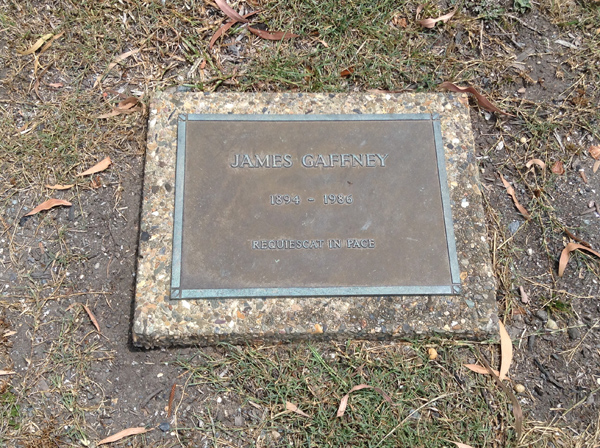 JAMES GAFFNEY
1894 - 1986
REQUIESCAT IN PACE